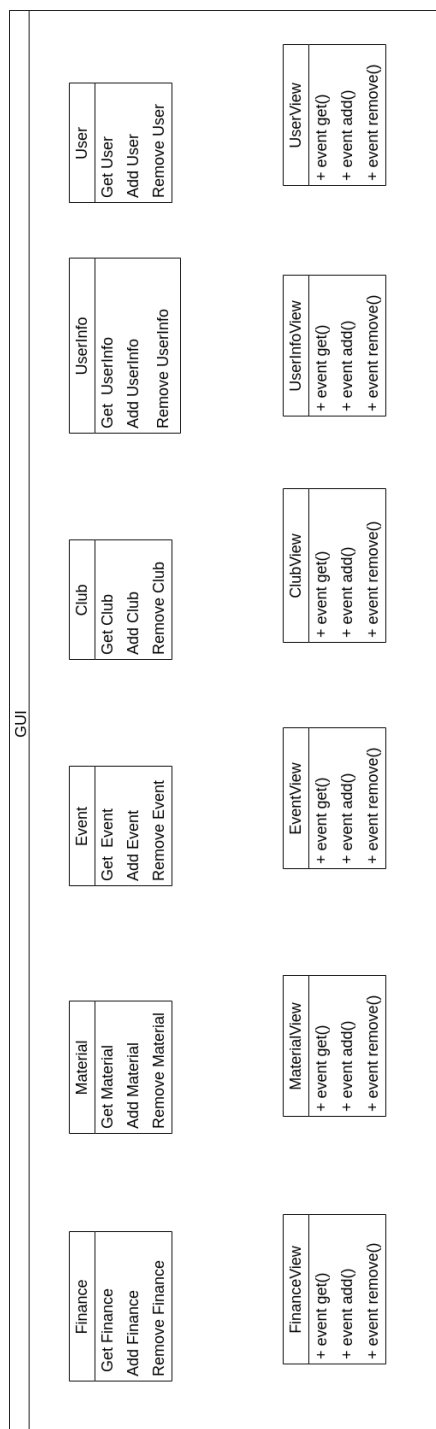 GUI
Finance
Get Finance
Add Finance
Remove Finance
Material
Get Material
Add Material
Remove Material
Event
Get  Event
Add Event
Remove Event
Club
Get Club
Add Club
Remove Club
UserInfo
Get  UserInfo
Add UserInfo
Remove UserInfo
User
Get User
Add User
Remove User
FinanceView
+ event get()
+ event add()
+ event remove()
MaterialView
+ event get()
+ event add()
+ event remove()
EventView
+ event get()
+ event add()
+ event remove()
ClubView
+ event get()
+ event add()
+ event remove()
UserInfoView
+ event get()
+ event add()
+ event remove()
UserView
+ event get()
+ event add()
+ event remove()